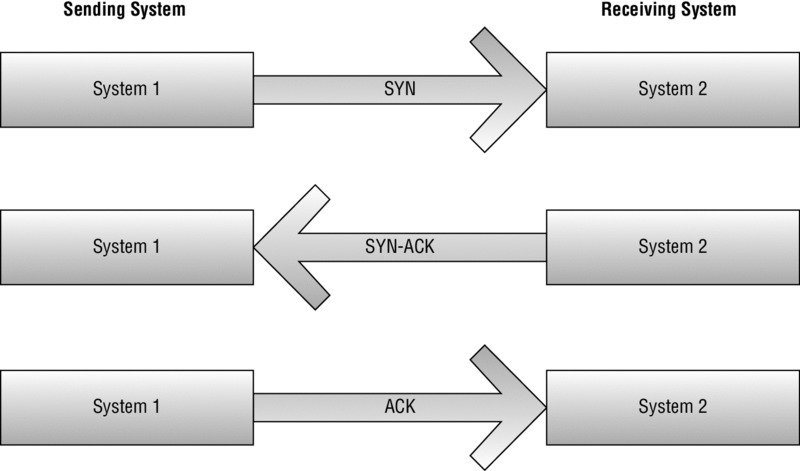 Sending System
Receiving System
System 1
SYN
System 2
System 1
SYN-ACK
System 2
System 1
ACK
System 2